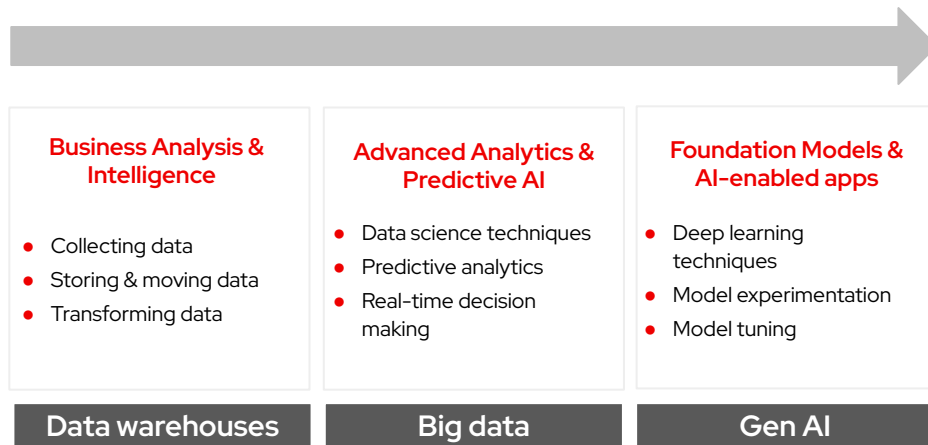 Business Analysis &
Intelligence
• Collecting data
• Storing & moving data
• Transforming data
Data warehouses
Advanced Analytics &
Predictive AI
• Data science techniques
• Predictive analytics
• Real-time decision
making
Big data
Foundation Models &
AI-enabled apps
• Deep learning
techniques
• Model experimentation
• Model tuning
Gen AI